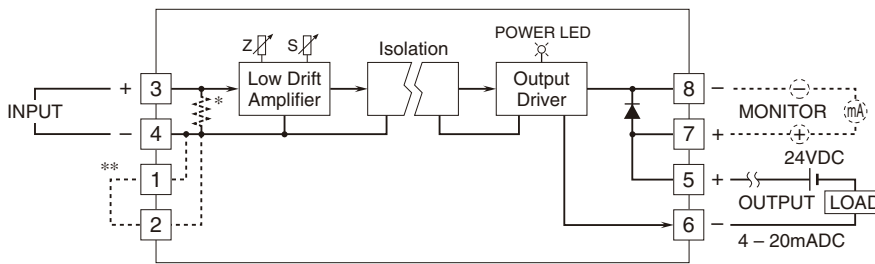 POWER LED
Z S Isolation
Low Drift
Amplifier
Output
Driver
INPUT
+ 3
*
− 4
** 1
2
8 − −
MONITOR mA
7 + +
24VDC
5 +
OUTPUT LOAD
6 −
4 – 20mADC